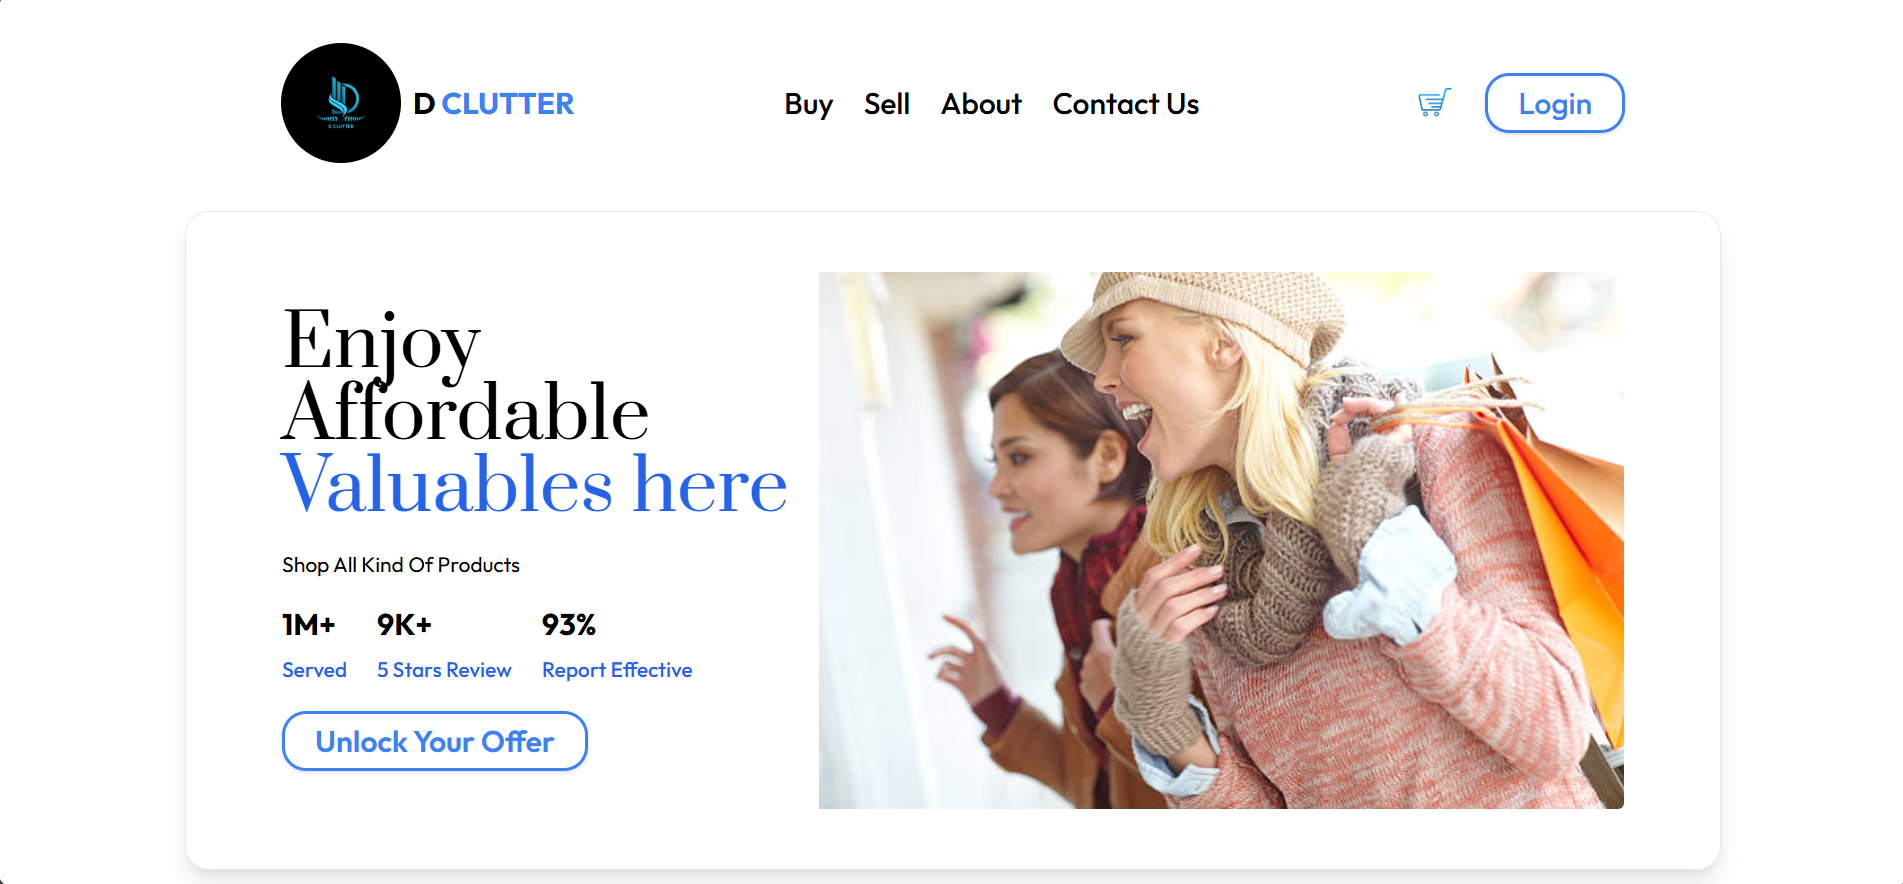 D CLUTTER
D CLUTTER
Buy
Sell
About
Contact Us
Login
Enjoy
Affordable
Valuables here
Shop All Kind Of Products
1M+
9K+
93%
Served
5 Stars Review
Report Effective
Unlock Your Offer